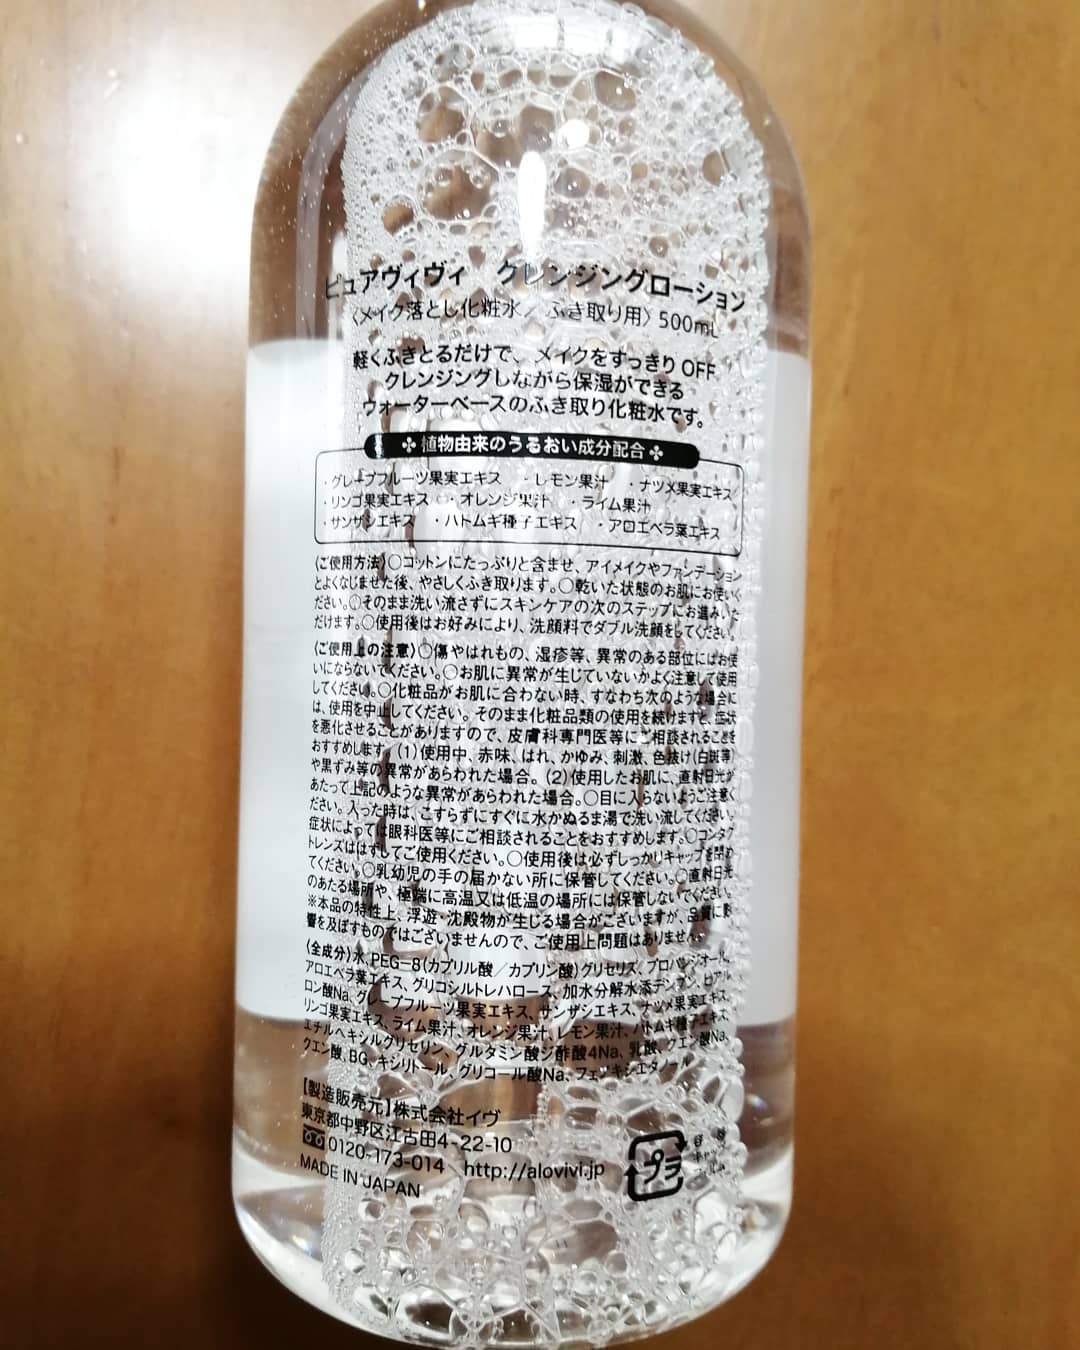 ピュアヴィヴィ クレンジングローション
〈メイク落とし化粧水／ふき取り用〉500mL
軽くふきとるだけで、メイクをすっきりOFF
クレンジングしながら保湿ができる
ウォーターベースのふき取り化粧水です。
植物由来のうるおい成分配合
・グレープフルーツ果実エキス ・レモン果汁 ・ナツメ果実エキス
・リンゴ果実エキス ・オレンジ果汁 ・ライム果汁
・サンザシエキス ・ハトムギ種子エキス ・アロエベラ葉エキス
〈ご使用方法〉○コットンにたっぷりと含ませ、アイメイクやファンデーション
とよくなじませた後、やさしくふき取ります。○乾いた状態のお肌にお使いく
ださい。○そのまま洗い流さずにスキンケアの次のステップにお進みいた
だけます。○使用後はお好みにより、洗顔料でダブル洗顔をしてください。
〈ご使用上の注意〉○傷やはれもの、湿疹等、異常のある部位にはお使
いにならないでください。○お肌に異常が生じていないかよく注意して使用
してください。○化粧品がお肌に合わない時、すなわち次のような場合に
は、使用を中止してください。そのまま化粧品類の使用を続けますと、症状
を悪化させることがありますので、皮膚科専門医等にご相談されることを
おすすめします。(1)使用中、赤味、はれ、かゆみ、刺激、色抜け(白斑等)
や黒ずみ等の異常があらわれた場合。(2)使用したお肌に、直射日光が
あたって上記のような異常があらわれた場合。○目に入らないようご注意く
ださい。入った時は、こすらずにすぐに水かぬるま湯で洗い流してください。
症状によっては眼科医等にご相談されることをおすすめします。○コンタク
トレンズははずしてご使用ください。○使用後は必ずしっかりキャップを閉め
てください。○乳幼児の手の届かない所に保管してください。○直射日光
のあたる場所や、極端に高温又は低温の場所には保管しないでください。
※本品の特性上、浮遊・沈殿物が生じる場合がございますが、品質に影
響を及ぼすものではございませんので、ご使用上問題はありません。
〈全成分〉水、PEG-8(カプリル酸／カプリン酸)グリセリズ、プロパンジオール、
アロエベラ葉エキス、グリコシルトレハロース、加水分解水添デンプン、ヒアル
ロン酸Na、グレープフルーツ果実エキス、サンザシエキス、ナツメ果実エキス、
リンゴ果実エキス、ライム果汁、オレンジ果汁、レモン果汁、ハトムギ種子エキス、
エチルヘキシルグリセリン、グルタミン酸ジ酢酸4Na、乳酸、クエン酸Na、
クエン酸、BG、キシリトール、グリコール酸Na、フェノキシエタノール
【製造販売元】株式会社イヴ
東京都中野区江古田4-22-10
0120-173-014 http://alovivi.jp
MADE IN JAPAN
プラ